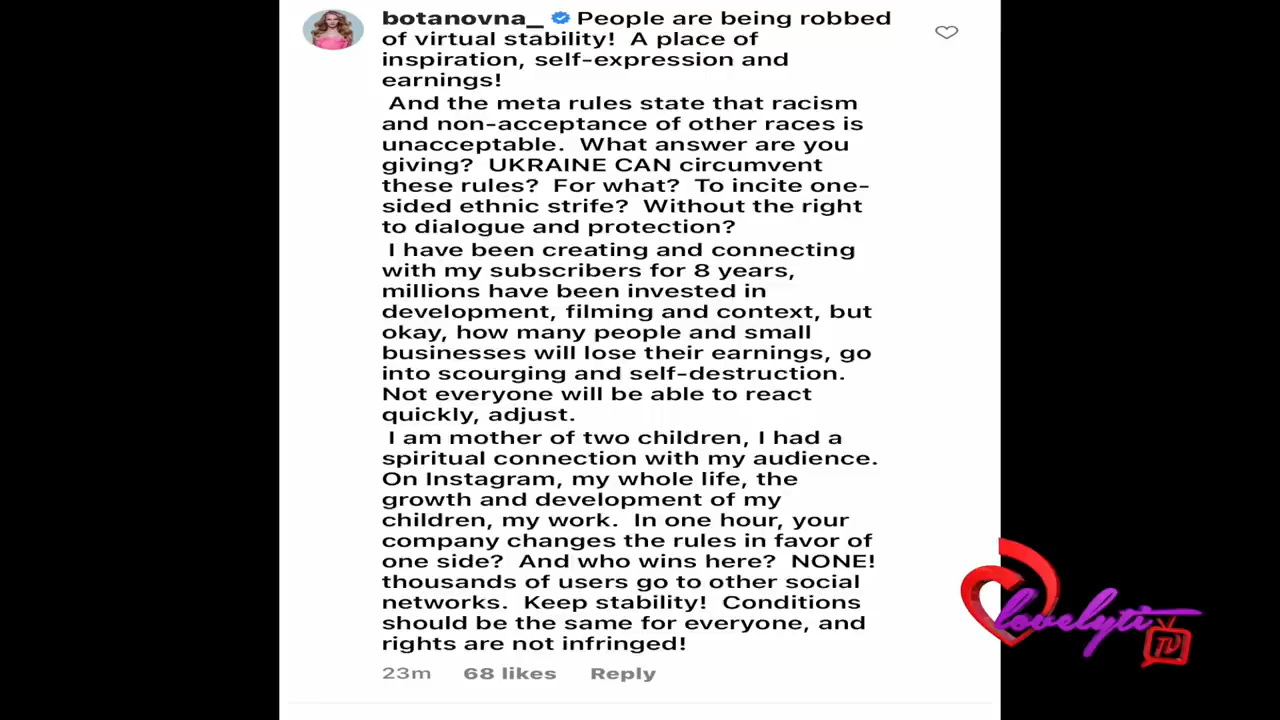 botanovna_ People are being robbed
of virtual stability! A place of
inspiration, self-expression and
earnings!
And the meta rules state that racism
and non-acceptance of other races is
unacceptable. What answer are you
giving? UKRAINE CAN circumvent
these rules? For what? To incite one-
sided ethnic strife? Without the right
to dialogue and protection?
I have been creating and connecting
with my subscribers for 8 years,
millions have been invested in
development, filming and context, but
okay, how many people and small
businesses will lose their earnings, go
into scourging and self-destruction.
Not everyone will be able to react
quickly, adjust.
I am mother of two children, I had a
spiritual connection with my audience.
On Instagram, my whole life, the
growth and development of my
children, my work. In one hour, your
company changes the rules in favor of
one side? And who wins here? NONE!
thousands of users go to other social
networks. Keep stability! Conditions
should be the same for everyone, and
rights are not infringed!
23m 68 likes Reply
lovelyti
TV